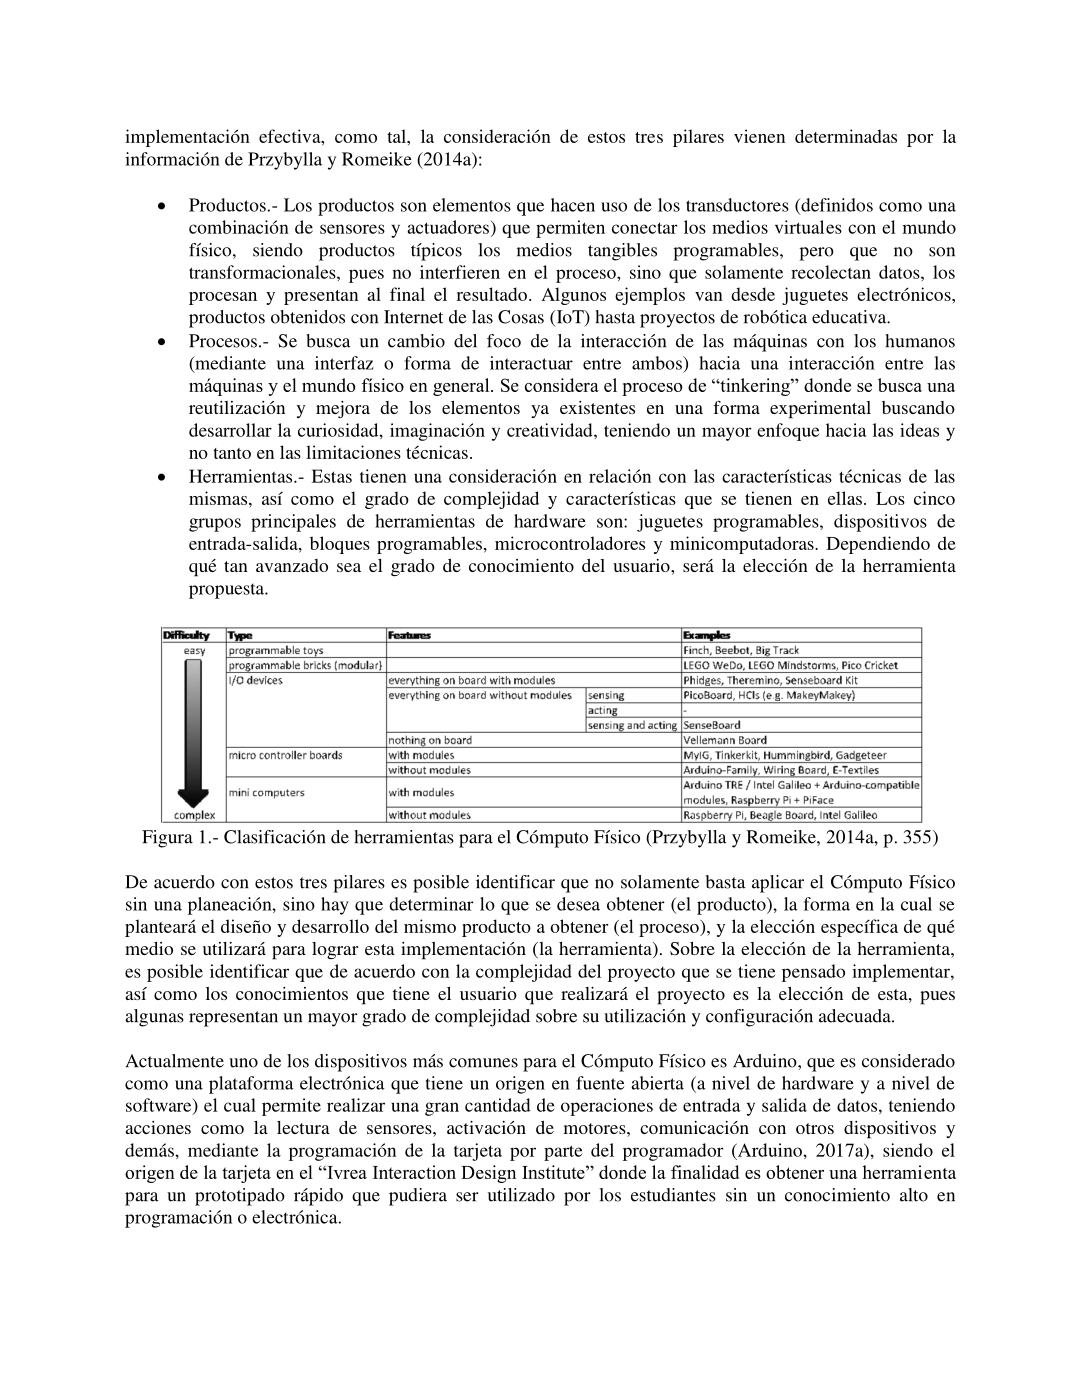 implementación efectiva, como tal, la consideración de estos tres pilares vienen determinadas por la
información de Przybylla y Romeike (2014a):
• Productos.- Los productos son elementos que hacen uso de los transductores (definidos como una
combinación de sensores y actuadores) que permiten conectar los medios virtuales con el mundo
físico, siendo productos típicos los medios tangibles programables, pero que no son
transformacionales, pues no interfieren en el proceso, sino que solamente recolectan datos, los
procesan y presentan al final el resultado. Algunos ejemplos van desde juguetes electrónicos,
productos obtenidos con Internet de las Cosas (IoT) hasta proyectos de robótica educativa.
• Procesos.- Se busca un cambio del foco de la interacción de las máquinas con los humanos
(mediante una interfaz o forma de interactuar entre ambos) hacia una interacción entre las
máquinas y el mundo físico en general. Se considera el proceso de “tinkering” donde se busca una
reutilización y mejora de los elementos ya existentes en una forma experimental buscando
desarrollar la curiosidad, imaginación y creatividad, teniendo un mayor enfoque hacia las ideas y
no tanto en las limitaciones técnicas.
• Herramientas.- Estas tienen una consideración en relación con las características técnicas de las
mismas, así como el grado de complejidad y características que se tienen en ellas. Los cinco
grupos principales de herramientas de hardware son: juguetes programables, dispositivos de
entrada-salida, bloques programables, microcontroladores y minicomputadoras. Dependiendo de
qué tan avanzado sea el grado de conocimiento del usuario, será la elección de la herramienta
propuesta.
Difficulty Type Features Examples
easy programmable toys Finch, Beebot, Big Track
programmable bricks (modular) LEGO WeDo, LEGO Mindstorms, Pico Cricket
I/O devices everything on board with modules Phidges, Theremino, Senseboard Kit
everything on board without modules sensing PicoBoard, HCIs (e.g. MakeyMakey)
acting -
sensing and acting SenseBoard
nothing on board Vellemann Board
micro controller boards with modules MyIG, Tinkerkit, Hummingbird, Gadgeteer
without modules Arduino-Family, Wiring Board, E-Textiles
mini computers with modules Arduino TRE / Intel Galileo + Arduino-compatible
modules, Raspberry Pi + PiFace
complex without modules Raspberry Pi, Beagle Board, Intel Galileo
Figura 1.- Clasificación de herramientas para el Cómputo Físico (Przybylla y Romeike, 2014a, p. 355)
De acuerdo con estos tres pilares es posible identificar que no solamente basta aplicar el Cómputo Físico
sin una planeación, sino hay que determinar lo que se desea obtener (el producto), la forma en la cual se
planteará el diseño y desarrollo del mismo producto a obtener (el proceso), y la elección específica de qué
medio se utilizará para lograr esta implementación (la herramienta). Sobre la elección de la herramienta,
es posible identificar que de acuerdo con la complejidad del proyecto que se tiene pensado implementar,
así como los conocimientos que tiene el usuario que realizará el proyecto es la elección de esta, pues
algunas representan un mayor grado de complejidad sobre su utilización y configuración adecuada.
Actualmente uno de los dispositivos más comunes para el Cómputo Físico es Arduino, que es considerado
como una plataforma electrónica que tiene un origen en fuente abierta (a nivel de hardware y a nivel de
software) el cual permite realizar una gran cantidad de operaciones de entrada y salida de datos, teniendo
acciones como la lectura de sensores, activación de motores, comunicación con otros dispositivos y
demás, mediante la programación de la tarjeta por parte del programador (Arduino, 2017a), siendo el
origen de la tarjeta en el “Ivrea Interaction Design Institute” donde la finalidad es obtener una herramienta
para un prototipado rápido que pudiera ser utilizado por los estudiantes sin un conocimiento alto en
programación o electrónica.